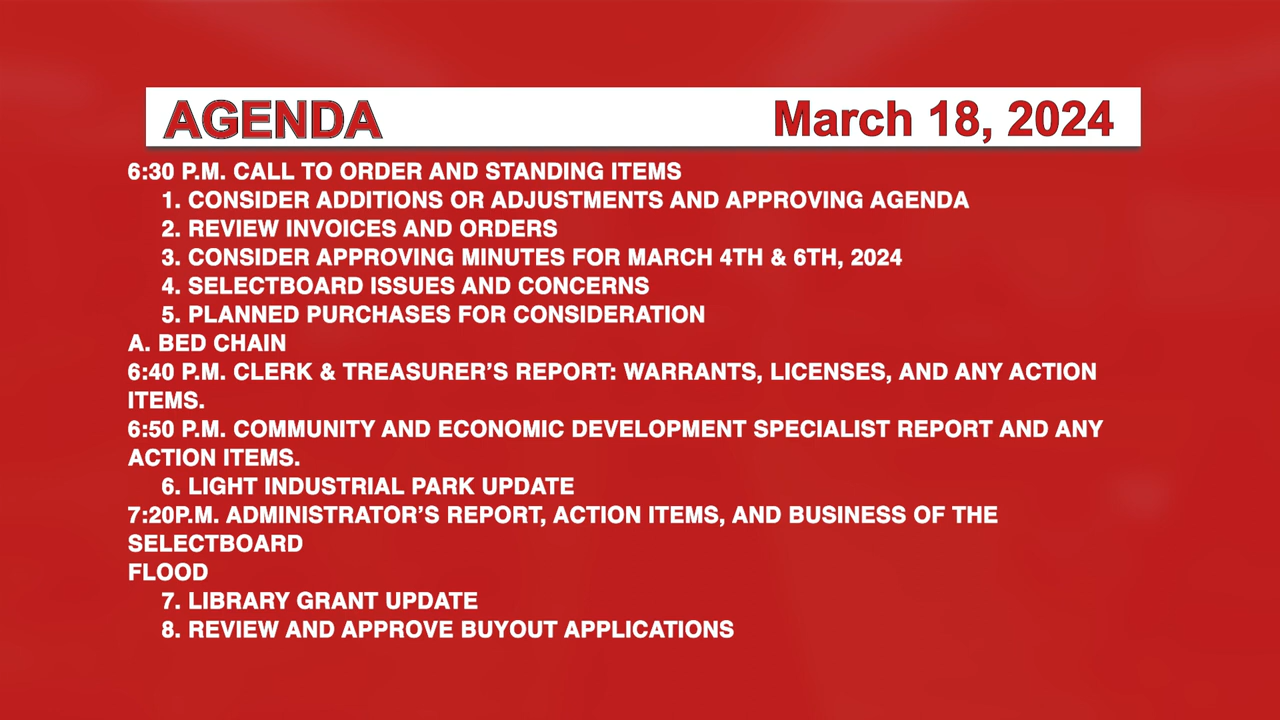 AGENDA March 18, 2024
6:30 P.M. CALL TO ORDER AND STANDING ITEMS
1. CONSIDER ADDITIONS OR ADJUSTMENTS AND APPROVING AGENDA
2. REVIEW INVOICES AND ORDERS
3. CONSIDER APPROVING MINUTES FOR MARCH 4TH & 6TH, 2024
4. SELECTBOARD ISSUES AND CONCERNS
5. PLANNED PURCHASES FOR CONSIDERATION
A. BED CHAIN
6:40 P.M. CLERK & TREASURER’S REPORT: WARRANTS, LICENSES, AND ANY ACTION
ITEMS.
6:50 P.M. COMMUNITY AND ECONOMIC DEVELOPMENT SPECIALIST REPORT AND ANY
ACTION ITEMS.
6. LIGHT INDUSTRIAL PARK UPDATE
7:20P.M. ADMINISTRATOR’S REPORT, ACTION ITEMS, AND BUSINESS OF THE
SELECTBOARD
FLOOD
7. LIBRARY GRANT UPDATE
8. REVIEW AND APPROVE BUYOUT APPLICATIONS